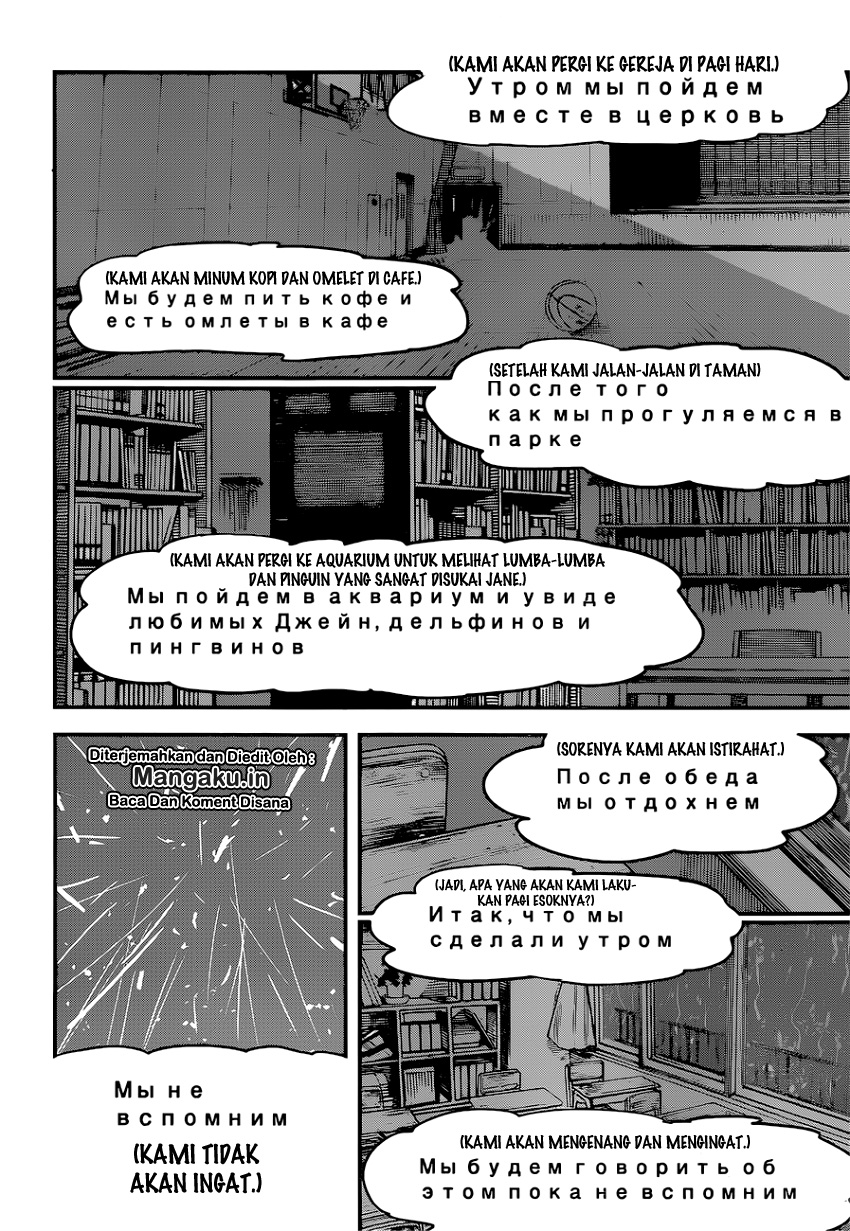 (KAMI AKAN PERGI KE GEREJA DI PAGI HARI.)
Утром мы пойдем
вместе в церковь
(KAMI AKAN MINUM KOPI DAN OMELET DI CAFE.)
Мы будем пить кофе и
есть омлеты в кафе
(SETELAH KAMI JALAN-JALAN DI TAMAN)
После того
как мы прогуляемся в
парке
(KAMI AKAN PERGI KE AQUARIUM UNTUK MELIHAT LUMBA-LUMBA
DAN PINGUIN YANG SANGAT DISUKAI JANE.)
Мы пойдем в аквариум и увиде
любимых Джейн, дельфинов и
пингвинов
(SORENYA KAMI AKAN ISTIRAHAT.)
После обеда
мы отдохнем
(JADI, APA YANG AKAN KAMI LAKU-
KAN PAGI ESOKNYA?)
Итак, что мы
сделали утром
(KAMI AKAN MENGENANG DAN MENGINGAT.)
Мы будем говорить об
этом пока не вспомним
Diterjemahkan dan Diedit Oleh :
Mangaku.in
Baca Dan Koment Disana
Мы не
вспомним
(KAMI TIDAK
AKAN INGAT.)